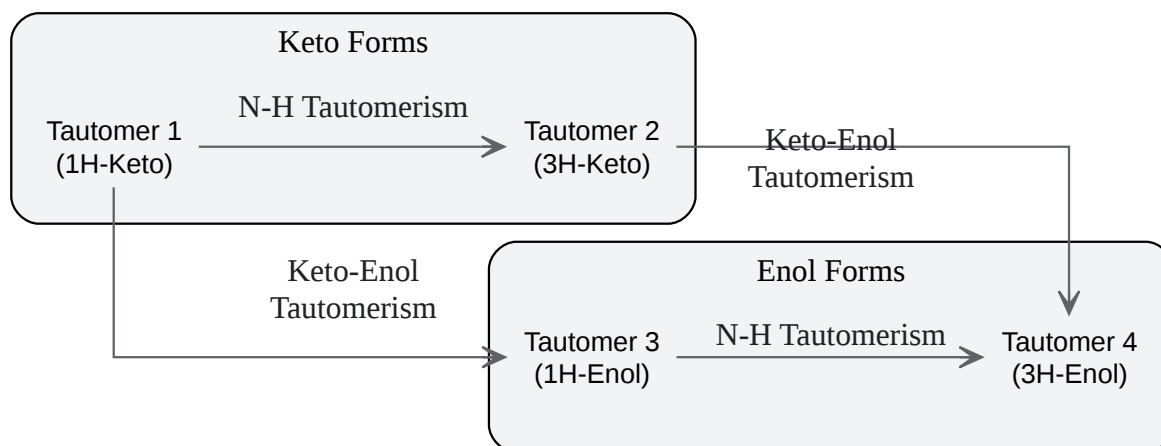 Keto Forms
N-H Tautomerism
Tautomer 1
(1H-Keto)
Tautomer 2
(3H-Keto)
Keto-Enol
Tautomerism
Keto-Enol
Tautomerism
Enol Forms
N-H Tautomerism
Tautomer 3
(1H-Enol)
Tautomer 4
(3H-Enol)